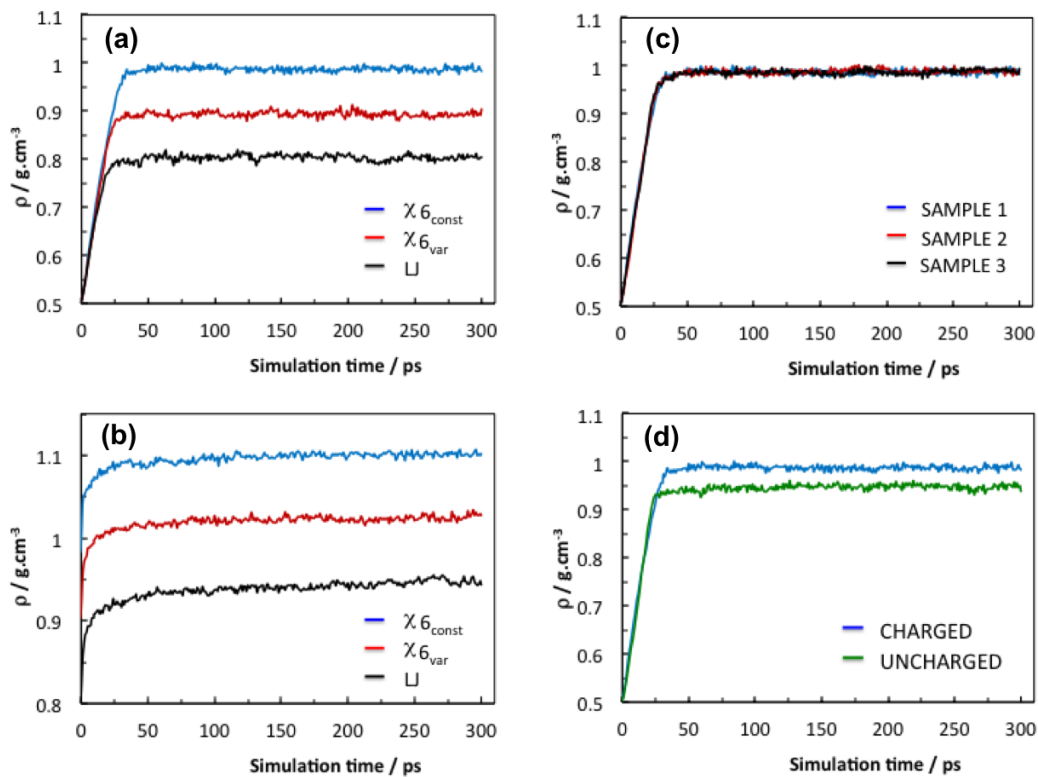 (a)
1.1
1
0.9
0.8
0.7
0.6
0.5
ρ / g.cm-3
χ6const
χ6var
LJ
0 50 100 150 200 250 300
Simulation time / ps
(c)
1.1
1
0.9
0.8
0.7
0.6
0.5
ρ / g.cm-3
SAMPLE 1
SAMPLE 2
SAMPLE 3
0 50 100 150 200 250 300
Simulation time / ps
(b)
1.1
1
0.9
0.8
ρ / g.cm-3
χ6const
χ6var
LJ
0 50 100 150 200 250 300
Simulation time / ps
(d)
1.1
1
0.9
0.8
0.7
0.6
0.5
ρ / g.cm-3
CHARGED
UNCHARGED
0 50 100 150 200 250 300
Simulation time / ps